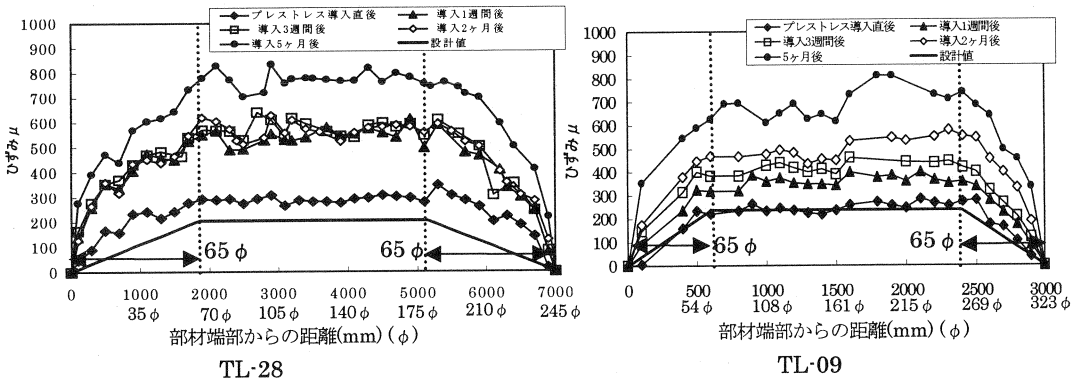 プレストレス導入直後
導入1週間後
導入3週間後
導入2ヶ月後
導入5ヶ月後
設計値
ひずみμ
1000
900
800
700
600
500
400
300
200
100
0
65φ
65φ
0 1000 2000 3000 4000 5000 6000 7000
35φ 70φ 105φ 140φ 175φ 210φ 245φ
部材端部からの距離(mm) (φ)
TL-28
プレストレス導入直後
導入1週間後
導入3週間後
導入2ヶ月後
5ヶ月後
設計値
ひずみμ
1000
900
800
700
600
500
400
300
200
100
0
65φ
65φ
0 500 1000 1500 2000 2500 3000
54φ 108φ 161φ 215φ 269φ 323φ
部材端部からの距離(mm) (φ)
TL-09